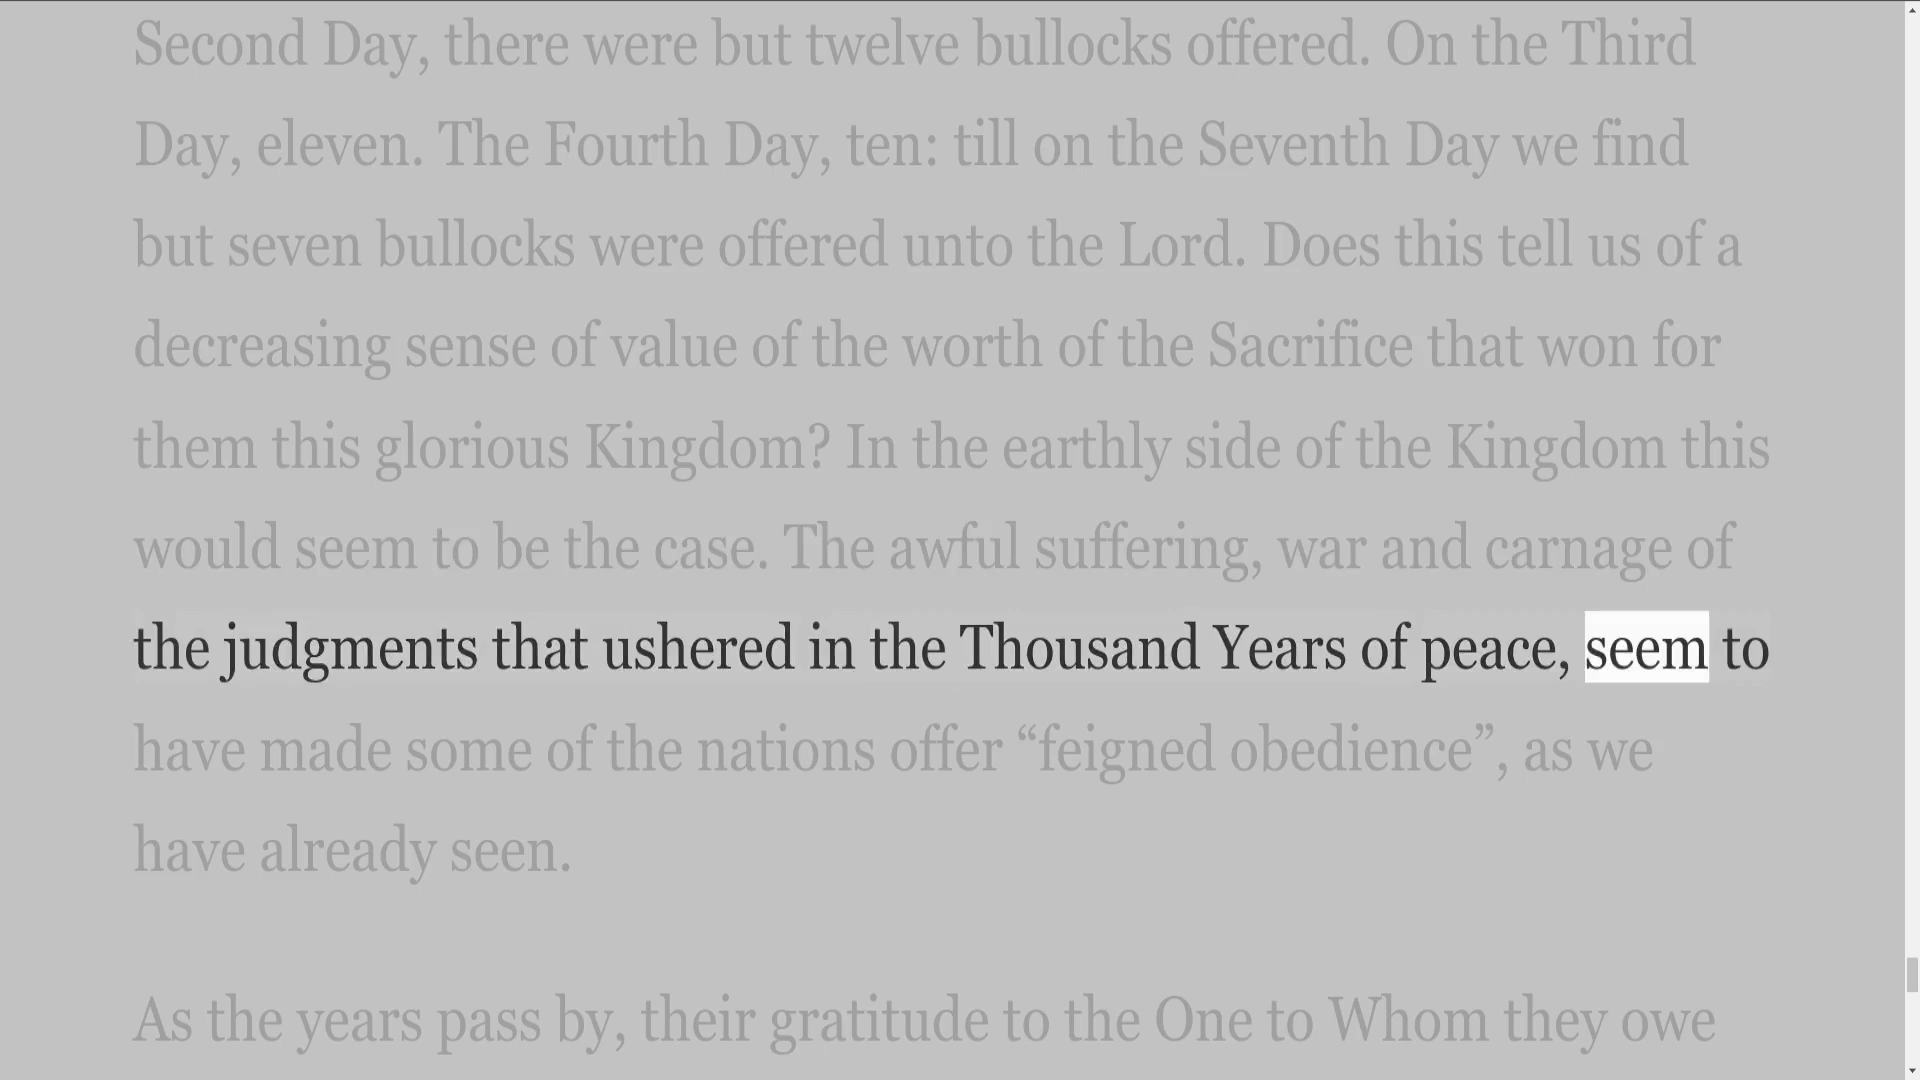 Second Day, there were but twelve bullocks offered. On the Third
Day, eleven. The Fourth Day, ten: till on the Seventh Day we find
but seven bullocks were offered unto the Lord. Does this tell us of a
decreasing sense of value of the worth of the Sacrifice that won for
them this glorious Kingdom? In the earthly side of the Kingdom this
would seem to be the case. The awful suffering, war and carnage of
the judgments that ushered in the Thousand Years of peace, seem to
have made some of the nations offer “feigned obedience”, as we
have already seen.
As the years pass by, their gratitude to the One to Whom they owe